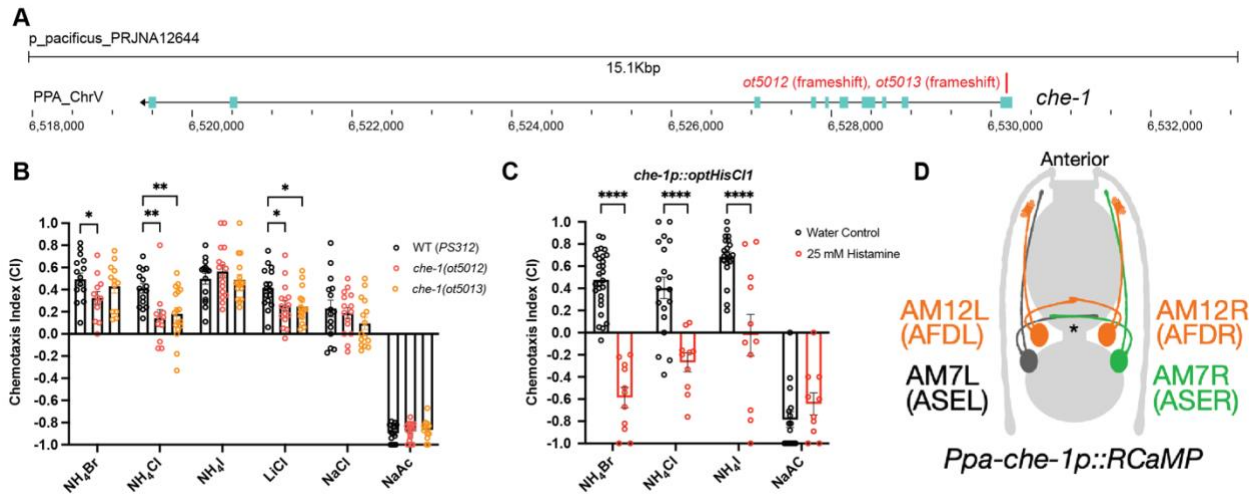 A
p_pacificus_PRJNA12644
15.1Kbp
ot5012 (frameshift), ot5013 (frameshift)
PPA_ChrV
che-1
6,518,000 6,520,000 6,522,000 6,524,000 6,526,000 6,528,000 6,530,000 6,532,000
B
Chemotaxis Index (CI)
1.0
0.8
0.6
0.4
0.2
0.0
-0.2
-0.4
-0.6
-0.8
-1.0
* ** ** * *
WT (PS312)
che-1(ot5012)
che-1(ot5013)
NH4Br NH4Cl NH4I LiCl NaCl NaAc
C
che-1p::optHisCl1
**** **** ****
Chemotaxis Index (CI)
1.0
0.8
0.6
0.4
0.2
0.0
-0.2
-0.4
-0.6
-0.8
-1.0
Water Control
25 mM Histamine
NH4Br NH4Cl NH4I NaAC
D
Anterior
AM12L
(AFDL)
AM12R
(AFDR)
*
AM7L
(ASEL)
AM7R
(ASER)
Ppa-che-1p::RCaMP